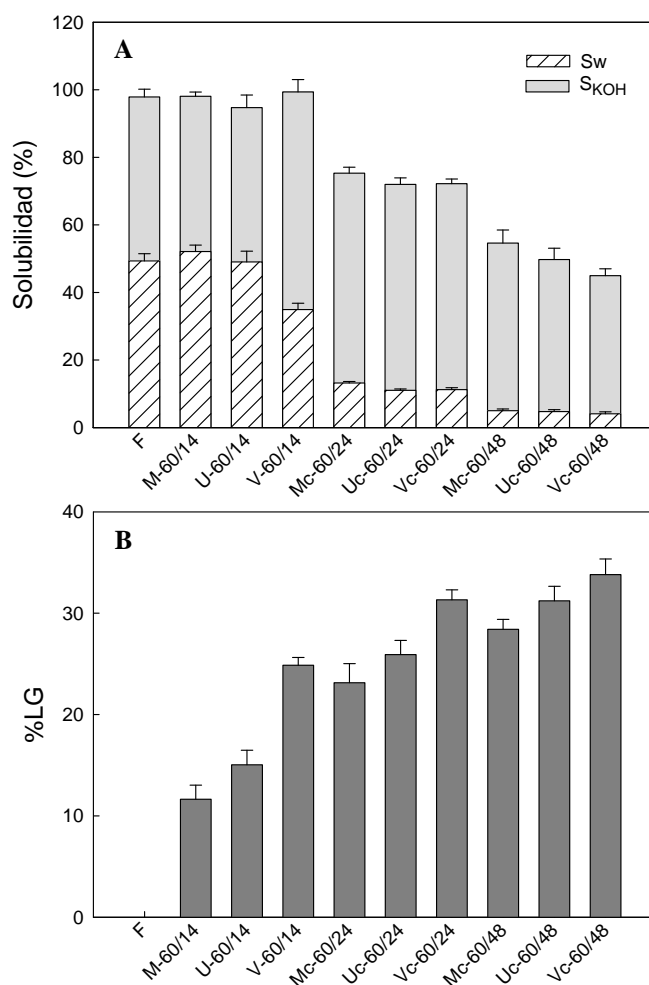 120
A
Sw
S_KOH
100
80
60
40
20
0
Solubilidad (%)
F
M-60/14
U-60/14
V-60/14
Mc-60/24
Uc-60/24
Vc-60/24
Mc-60/48
Uc-60/48
Vc-60/48
40
B
30
20
10
0
%LG
F
M-60/14
U-60/14
V-60/14
Mc-60/24
Uc-60/24
Vc-60/24
Mc-60/48
Uc-60/48
Vc-60/48